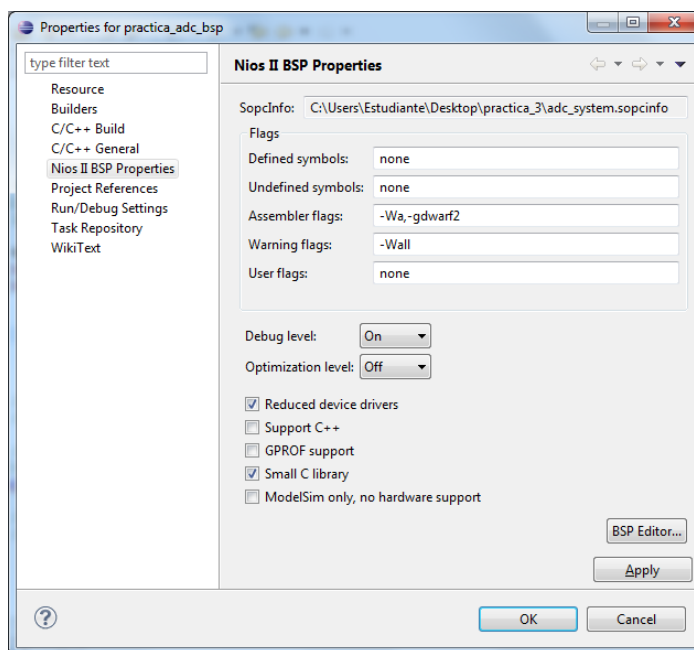 Properties for practica_adc_bsp
type filter text
Resource
Builders
C/C++ Build
C/C++ General
Nios II BSP Properties
Project References
Run/Debug Settings
Task Repository
WikiText
Nios II BSP Properties
SopcInfo: C:\Users\Estudiante\Desktop\practica_3\adc_system.sopcinfo
Flags
Defined symbols: none
Undefined symbols: none
Assembler flags: -Wa,-gdwarf2
Warning flags: -Wall
User flags: none
Debug level: On
Optimization level: Off
Reduced device drivers
Support C++
GPROF support
Small C library
ModelSim only, no hardware support
BSP Editor...
Apply
? OK Cancel